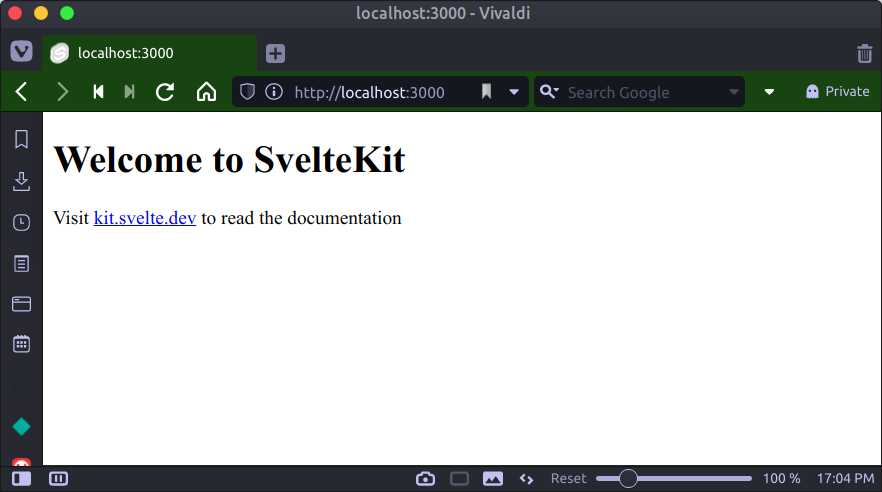 localhost:3000 - Vivaldi
localhost:3000
http://localhost:3000 Search Google Private
Welcome to SvelteKit
Visit kit.svelte.dev to read the documentation
Reset 100 % 17:04 PM